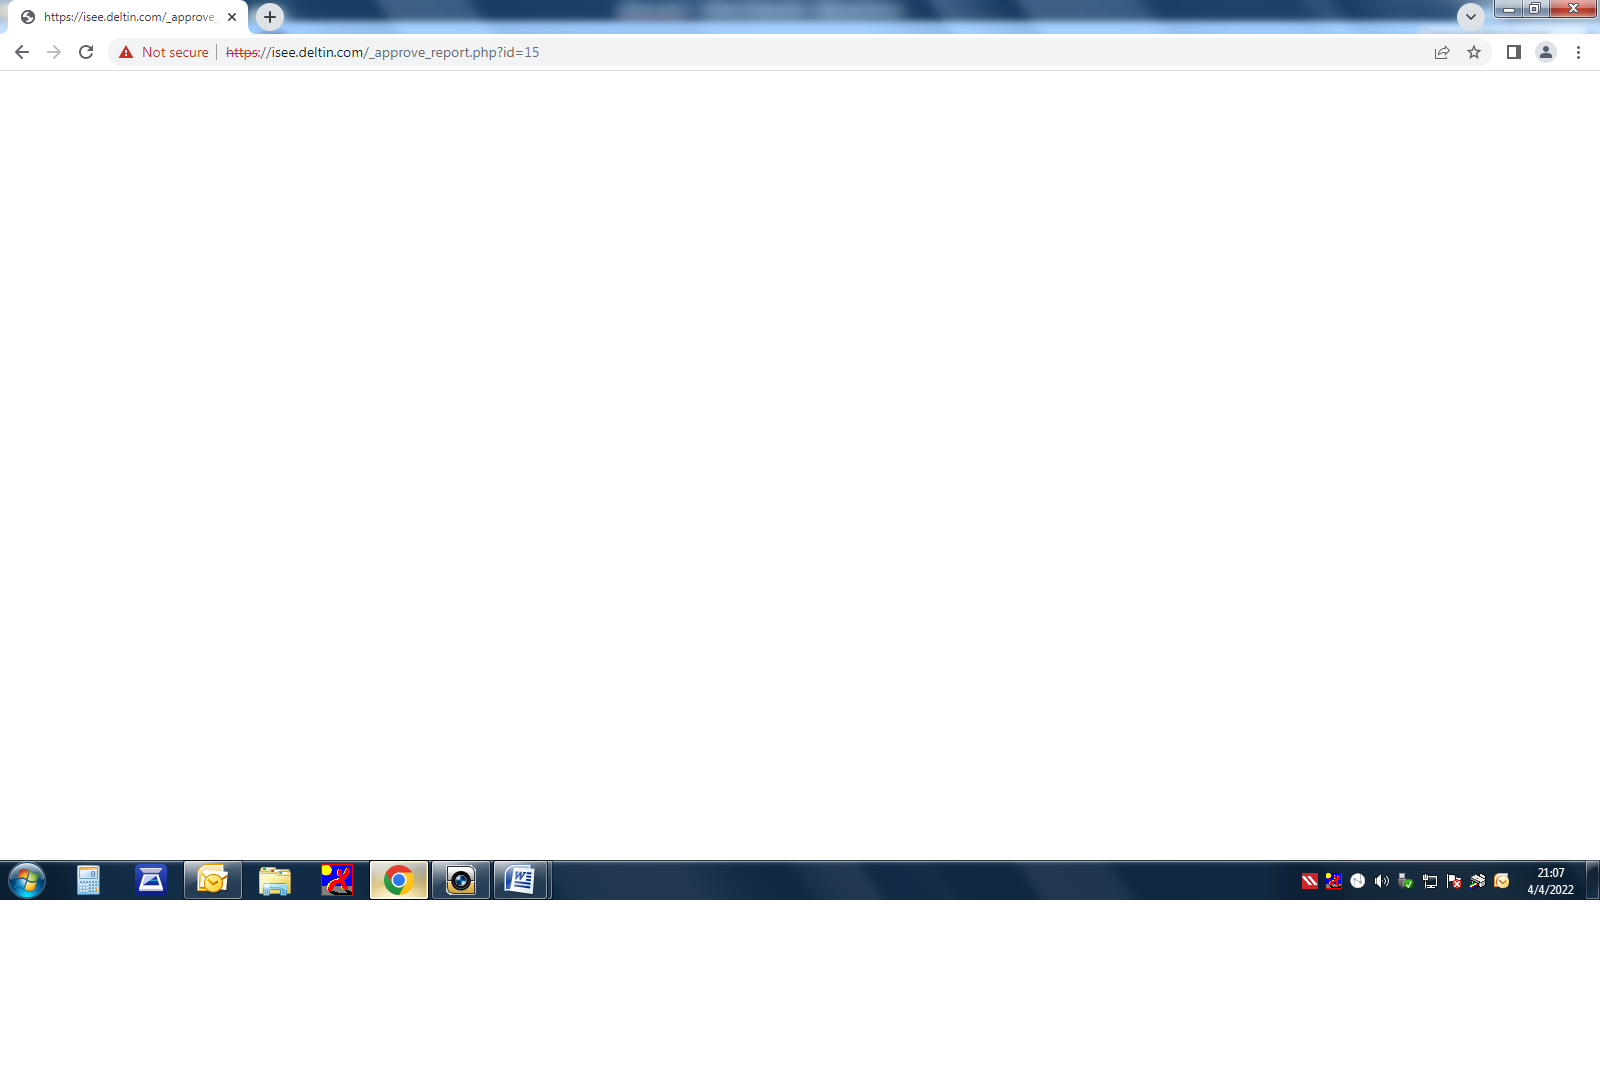 https://isee.deltin.com/_approve_
Not secure
https://isee.deltin.com/_approve_report.php?id=15
21:07
4/4/2022